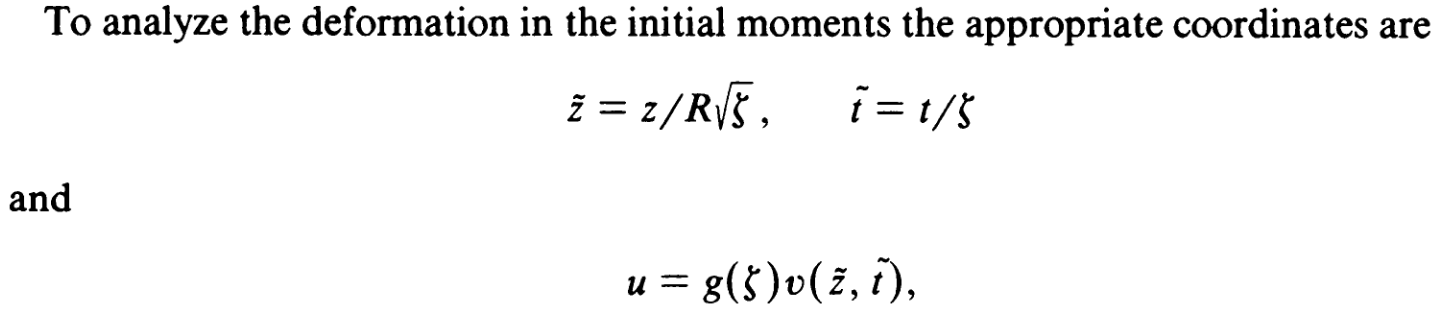 To analyze the deformation in the initial moments the appropriate coordinates are
z̃ = z/R√ζ,   t̃ = t/ζ
and
u = g(ζ)v(z̃, t̃),